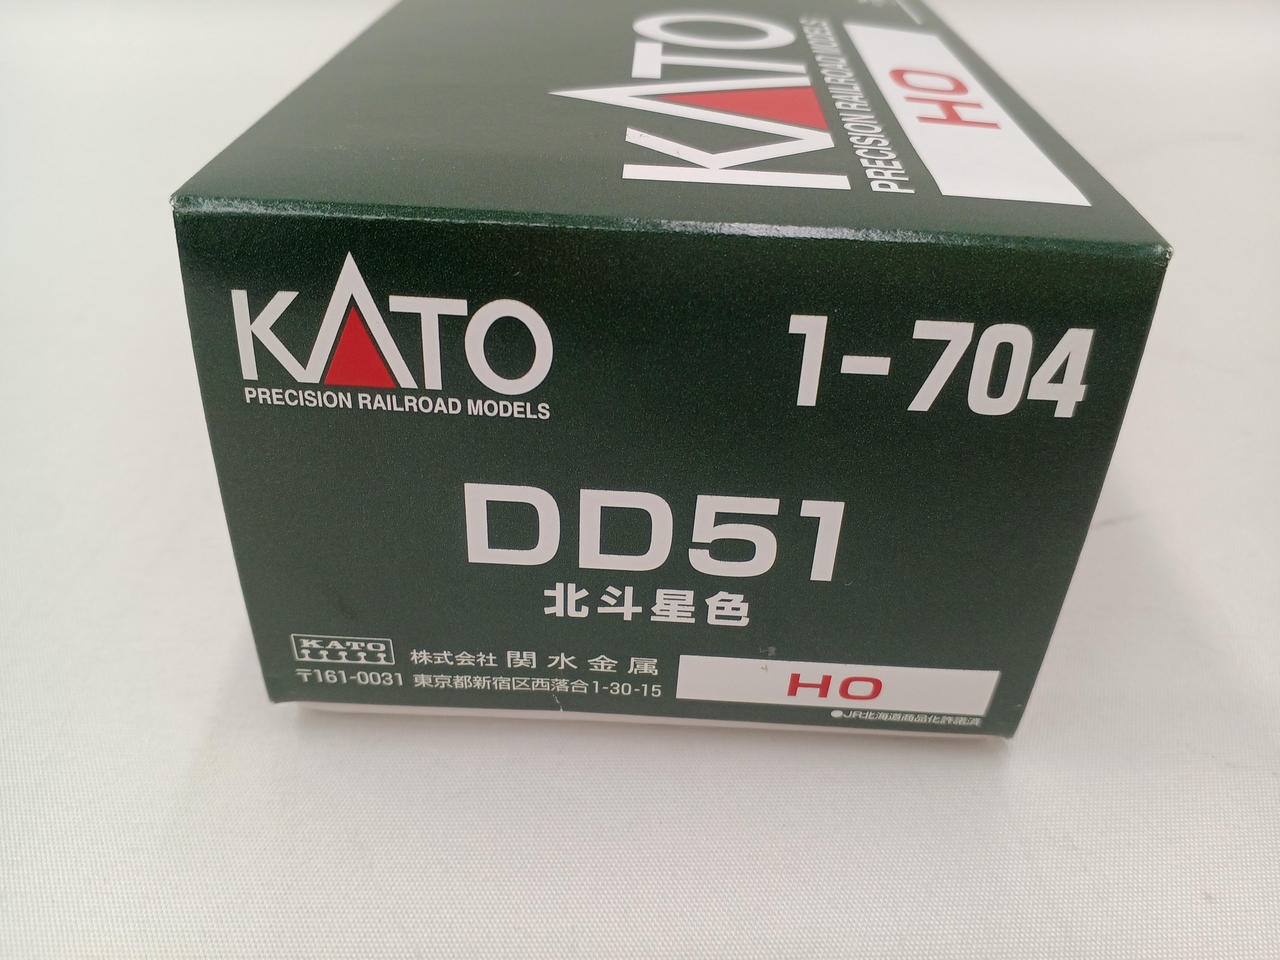 KATO
PRECISION RAILROAD MODELS
HO
KATO
PRECISION RAILROAD MODELS
1-704
DD51
北斗星色
KATO
株式会社 関水金属
〒161-0031 東京都新宿区西落合1-30-15
HO
●JR北海道商品化許諾済